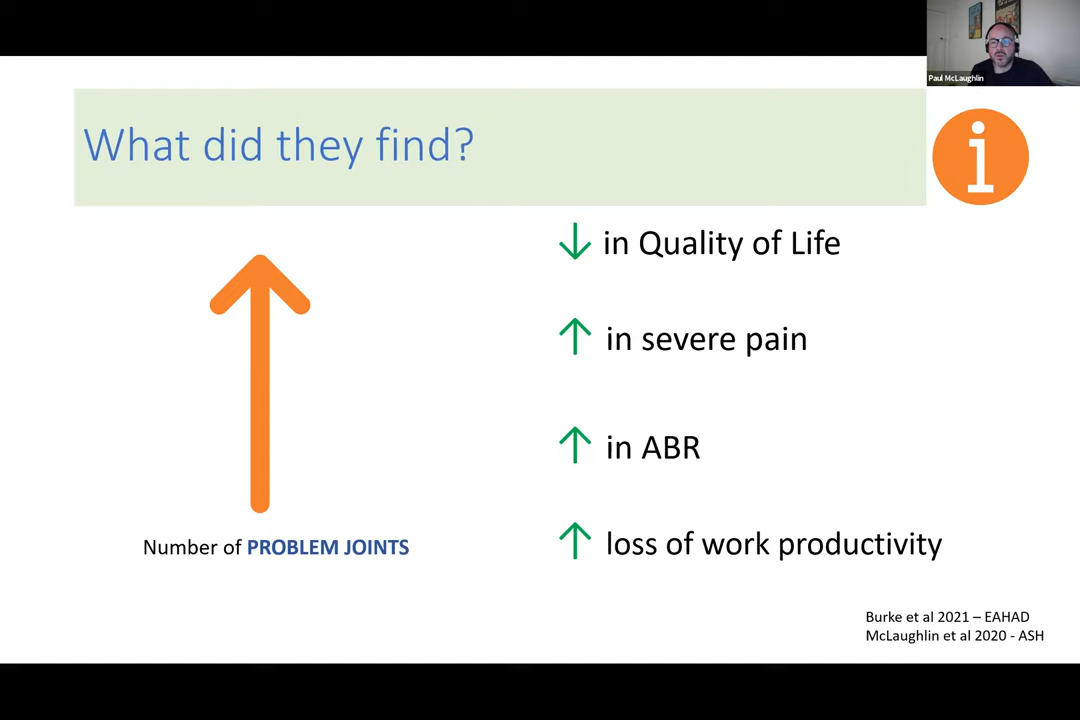 Paul McLaughlin
What did they find?
i
in Quality of Life
in severe pain
in ABR
loss of work productivity
Number of PROBLEM JOINTS
Burke et al 2021 – EAHAD
McLaughlin et al 2020 - ASH